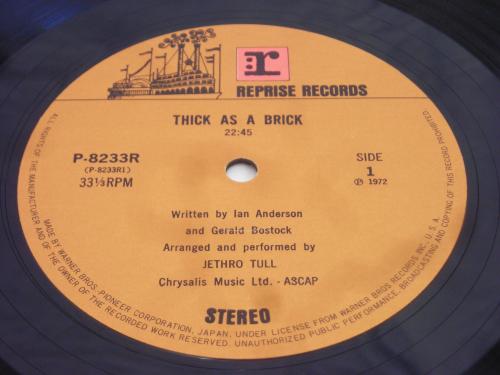 r
REPRISE RECORDS
THICK AS A BRICK
22:45
P-8233R
(P-8233R1)
33⅓RPM
SIDE
1
Ⓟ 1972
Written by Ian Anderson
and Gerald Bostock
Arranged and performed by
JETHRO TULL
Chrysalis Music Ltd. - ASCAP
STEREO
ALL RIGHTS OF THE MANUFACTURER AND OF THE OWNER OF THE RECORDED WORK RESERVED. UNAUTHORIZED PUBLIC PERFORMANCE, BROADCASTING AND COPYING OF THIS RECORD PROHIBITED.
MADE BY WARNER BROS. PIONEER CORPORATION, JAPAN, UNDER LICENSE FROM WARNER BROS RECORDS INC., U.S.A.